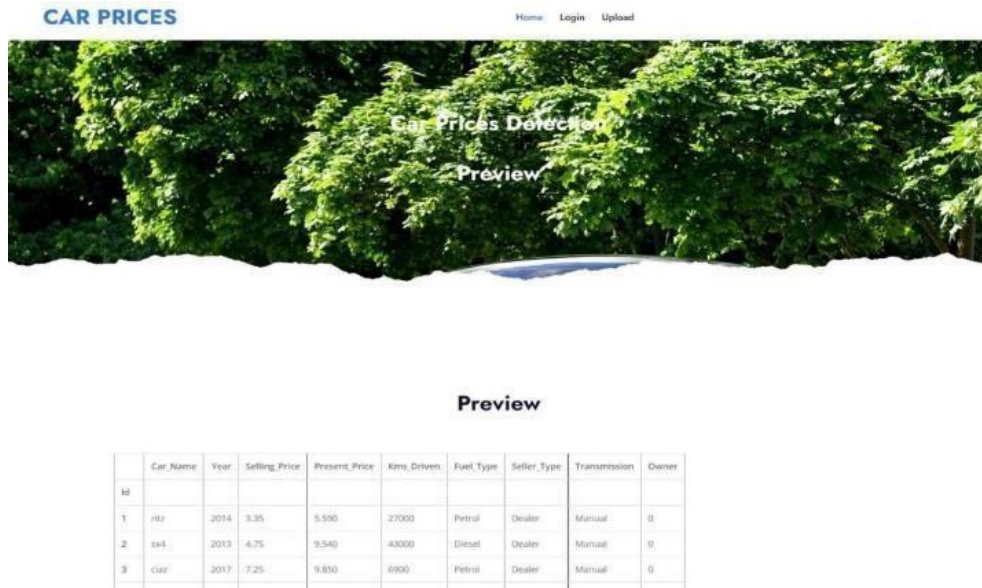 CAR PRICES
Home Login Upload
Car Prices Detection
Preview
Preview
Car_Name Year Selling_Price Present_Price Kms_Driven Fuel_Type Seller_Type Transmission Owner
Id
1 ritz 2014 3.35 5.590 27000 Petrol Dealer Manual 0
2 sx4 2013 4.75 9.540 43000 Diesel Dealer Manual 0
3 ciaz 2017 7.25 9.850 6900 Petrol Dealer Manual 0